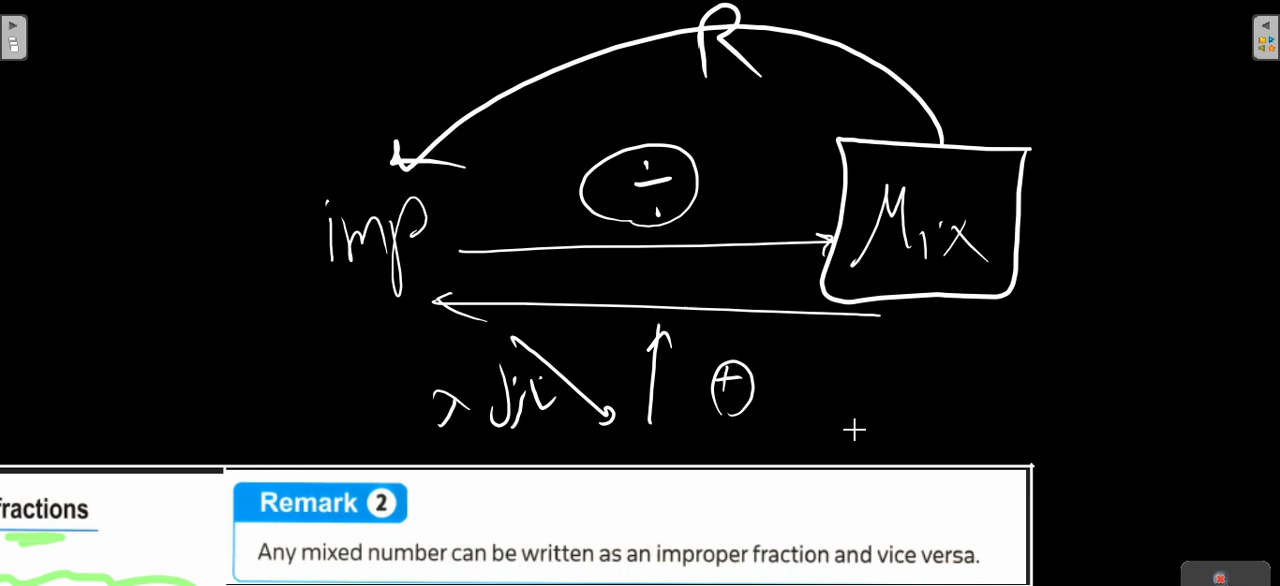 R
÷
imp
Mix
+
fractions
Remark 2
Any mixed number can be written as an improper fraction and vice versa.